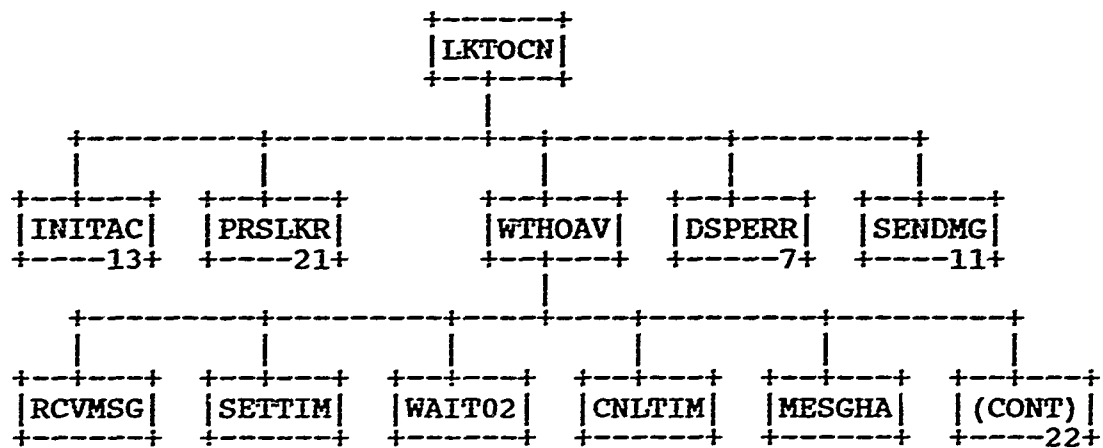 LKTOCN
INITAC PRSLKR WTHOAV DSPERR SENDMG
13 21 7 11
RCVMSG SETTIM WAIT02 CNLTIM MESGHA (CONT)
22